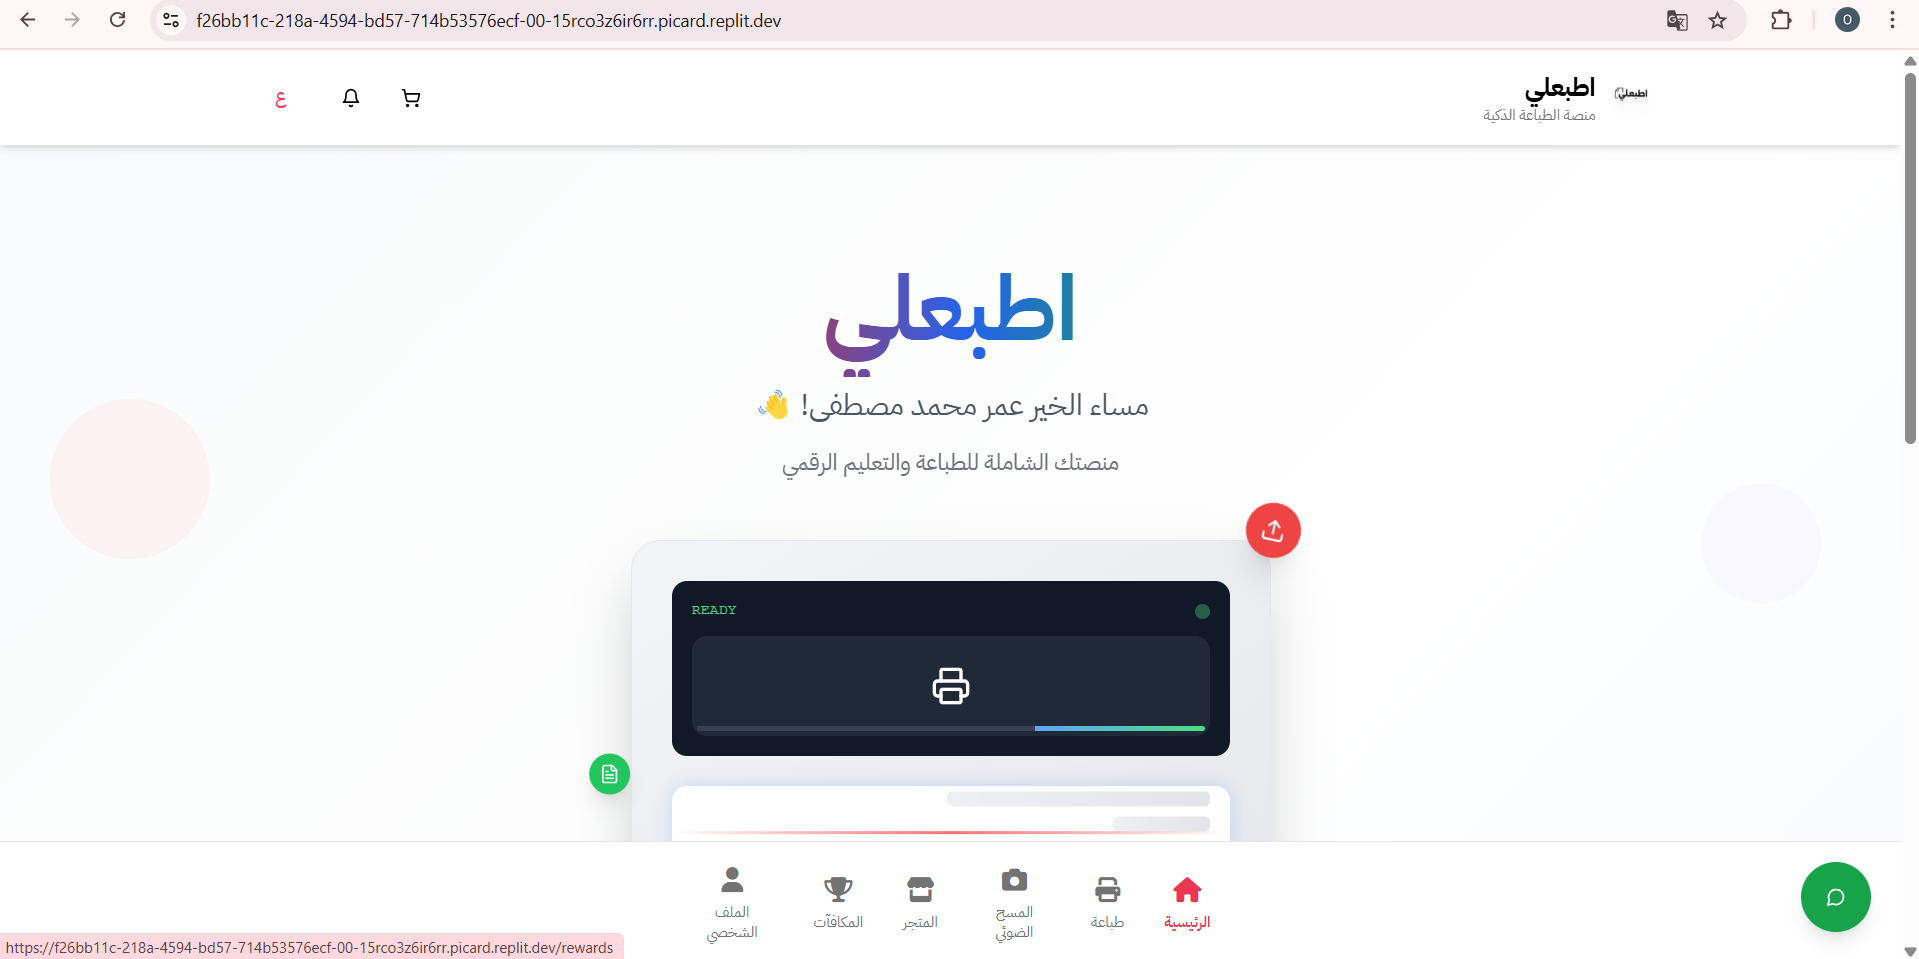 f26bb11c-218a-4594-bd57-714b53576ecf-00-15rco3z6ir6rr.picard.replit.dev
O
اطبعلي
اطبعلي
منصة الطباعة الذكية
ع
اطبعلي
مساء الخير عمر محمد مصطفى! 👋
منصتك الشاملة للطباعة والتعليم الرقمي
READY
الرئيسية
طباعة
المسح
الضوئي
المتجر
المكافآت
الملف
الشخصي
https://f26bb11c-218a-4594-bd57-714b53576ecf-00-15rco3z6ir6rr.picard.replit.dev/rewards